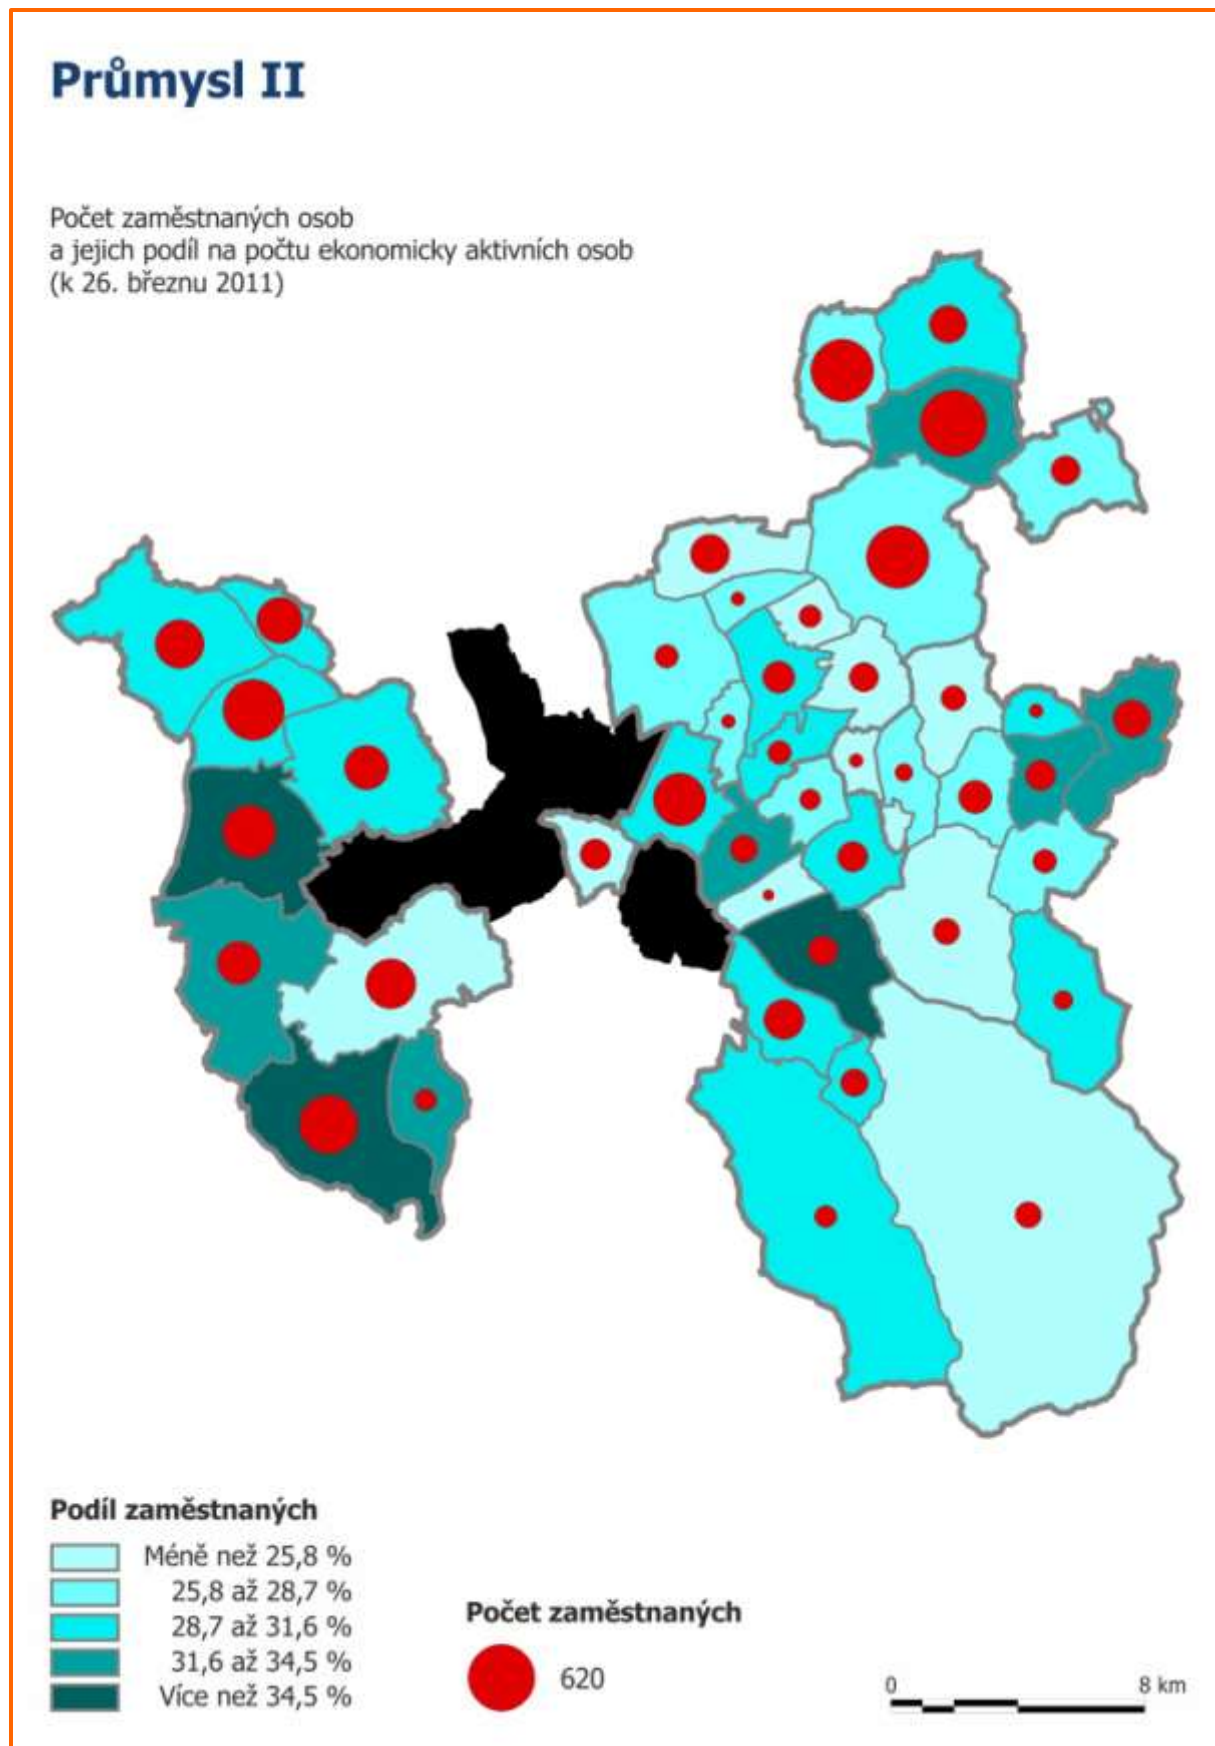 Průmysl II
Počet zaměstnaných osob
a jejich podíl na počtu ekonomicky aktivních osob
(k 26. březnu 2011)
Podíl zaměstnaných
Méně než 25,8 %
25,8 až 28,7 %
28,7 až 31,6 %
31,6 až 34,5 %
Více než 34,5 %
Počet zaměstnaných
620
0 8 km